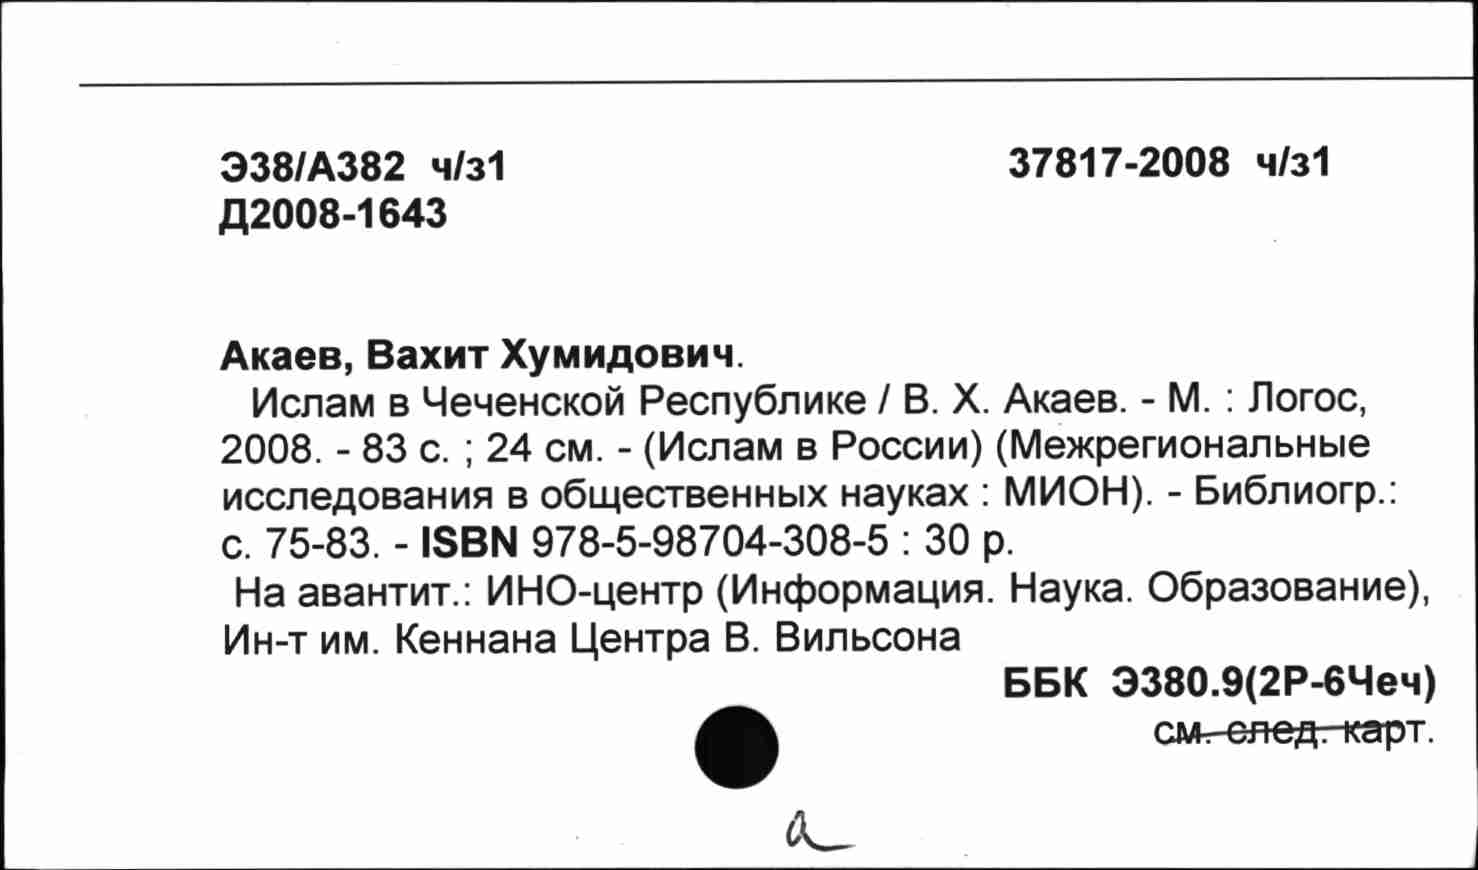 Э38/А382 ч/з1 37817-2008 ч/з1
Д2008-1643
Акаев, Вахит Хумидович.
Ислам в Чеченской Республике / В. Х. Акаев. - М. : Логос,
2008. - 83 с. ; 24 см. - (Ислам в России) (Межрегиональные
исследования в общественных науках : МИОН). - Библиогр.:
с. 75-83. - ISBN 978-5-98704-308-5 : 30 р.
На авантит.: ИНО-центр (Информация. Наука. Образование),
Ин-т им. Кеннана Центра В. Вильсона
ББК Э380.9(2Р-6Чеч)
см. след. карт.
а